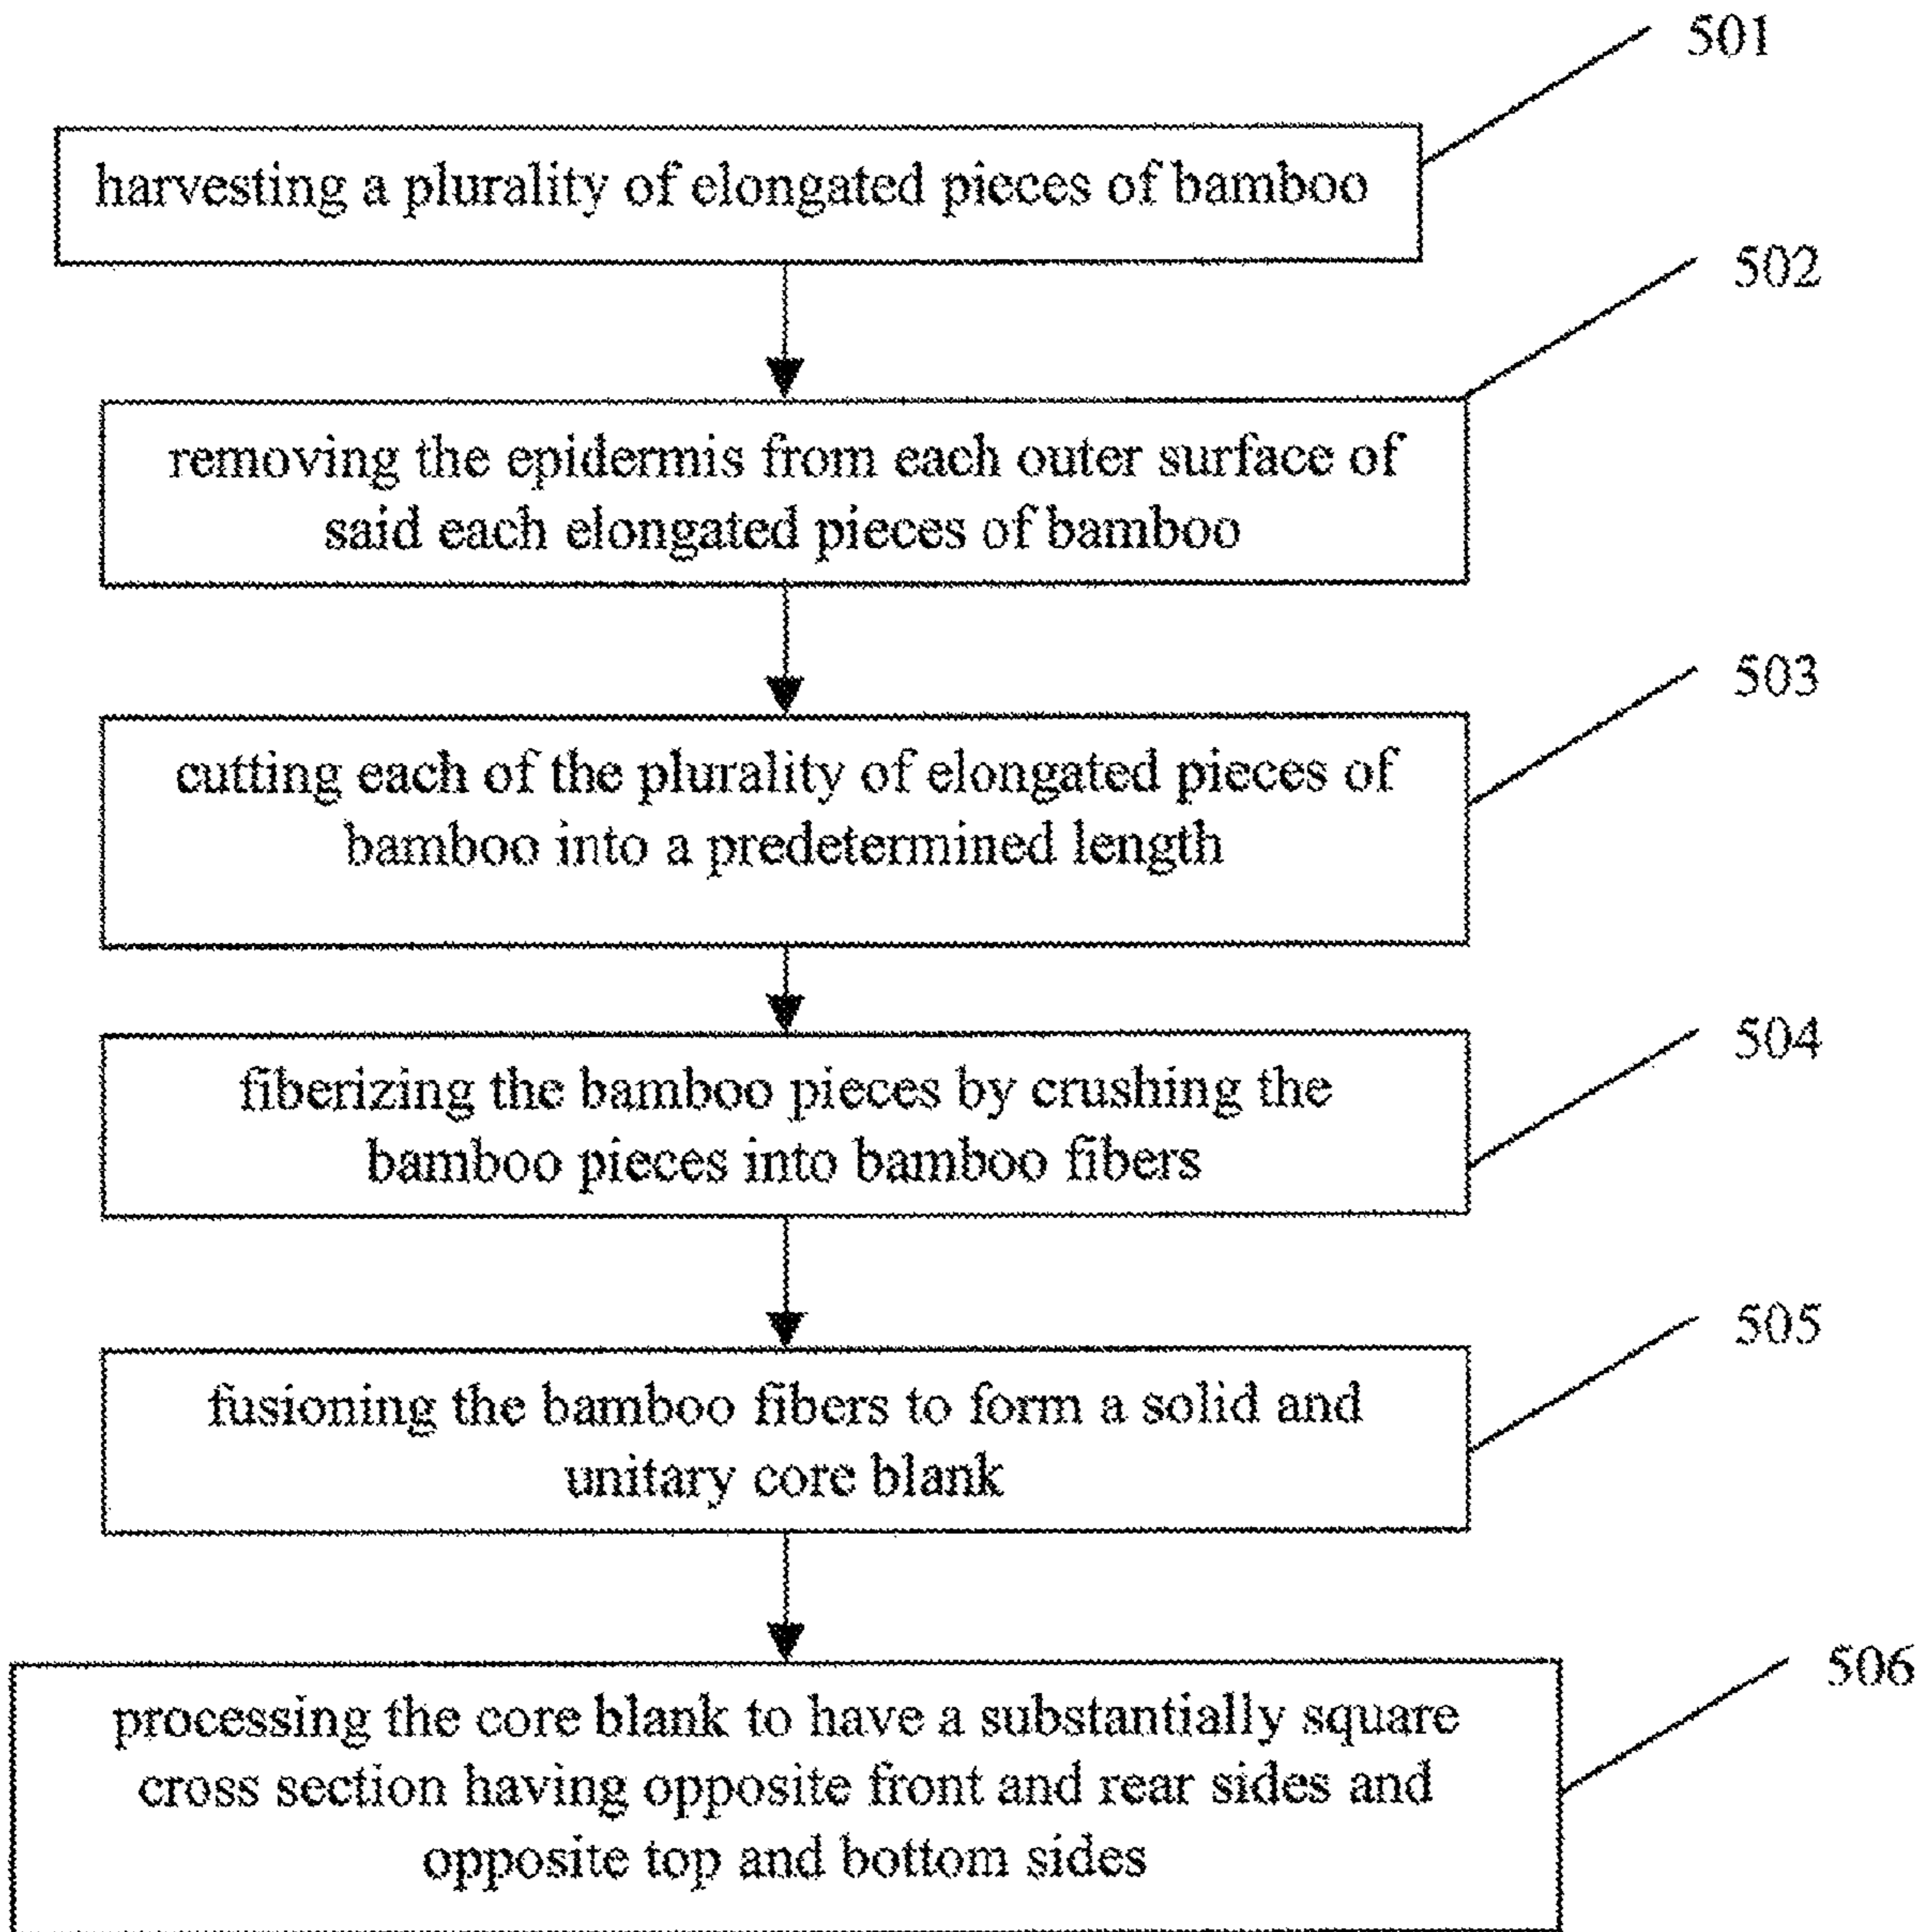 501
harvesting a plurality of elongated pieces of bamboo
502
removing the epidermis from each outer surface of
said each elongated pieces of bamboo
503
cutting each of the plurality of elongated pieces of
bamboo into a predetermined length
504
fiberizing the bamboo pieces by crushing the
bamboo pieces into bamboo fibers
505
fusioning the bamboo fibers to form a solid and
unitary core blank
506
processing the core blank to have a substantially square
cross section having opposite front and rear sides and
opposite top and bottom sides